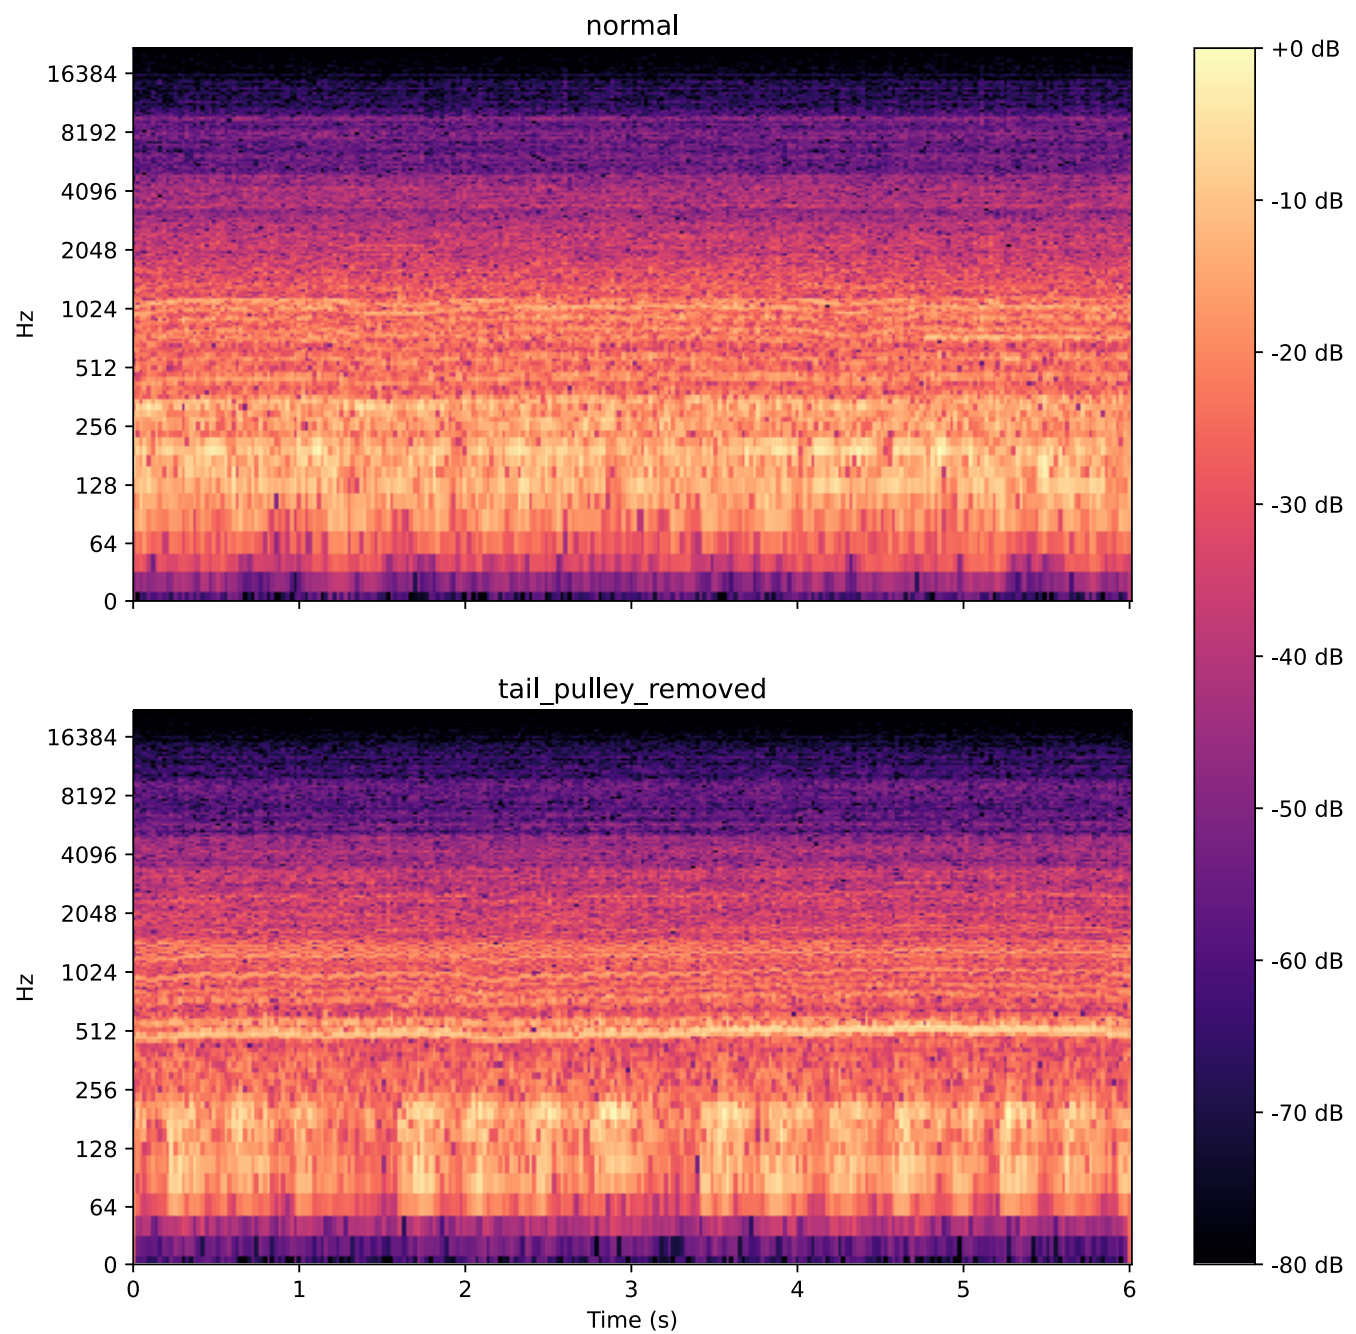 normal
16384
8192
4096
2048
1024
512
256
128
64
0
Hz
+0 dB
-10 dB
-20 dB
-30 dB
-40 dB
-50 dB
-60 dB
-70 dB
-80 dB
tail_pulley_removed
16384
8192
4096
2048
1024
512
256
128
64
0
Hz
0 1 2 3 4 5 6
Time (s)